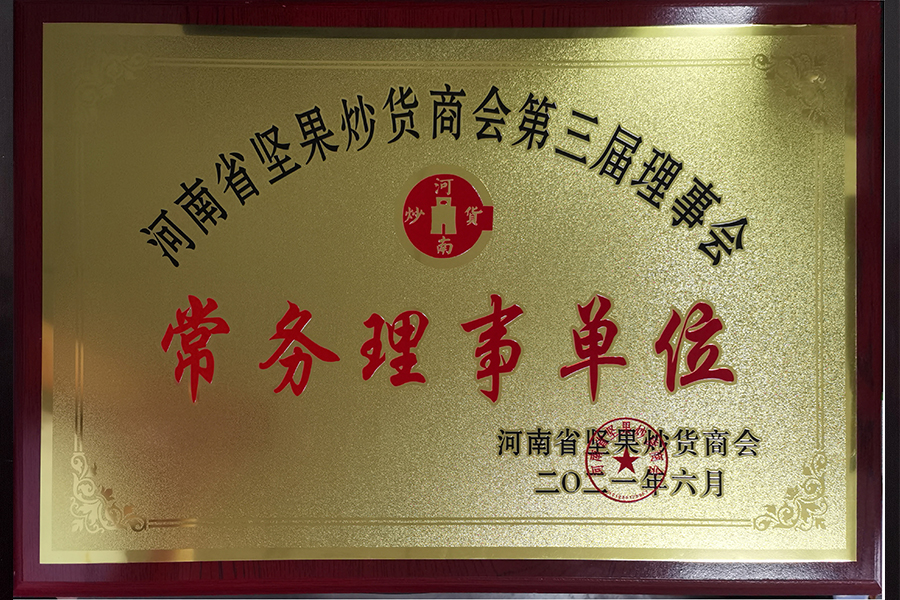 河南省坚果炒货商会第三届理事会
河
炒 货
南
常务理事单位
河南省坚果炒货商会
二〇二一年六月